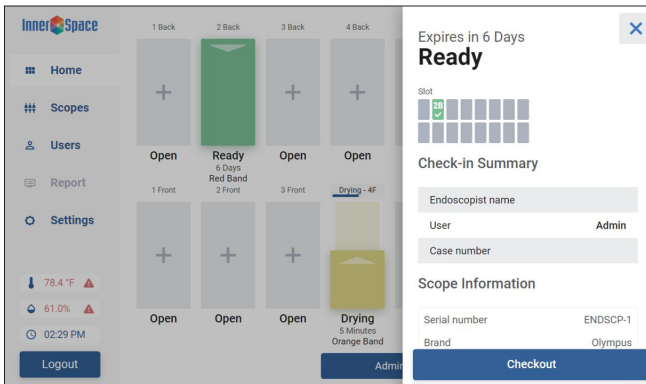 InnerSpace
Home
Scopes
Users
Report
Settings
78.4 °F
61.0%
02:29 PM
Logout
1 Back 2 Back 3 Back 4 Back
Open Ready Open Open
6 Days
Red Band
1 Front 2 Front 3 Front Drying - 4F
Open Open Open Drying
5 Minutes
Orange Band
Admin
Expires in 6 Days
Ready
Slot
2B
Check-in Summary
Endoscopist name
User Admin
Case number
Scope Information
Serial number ENDSCP-1
Brand Olympus
Checkout